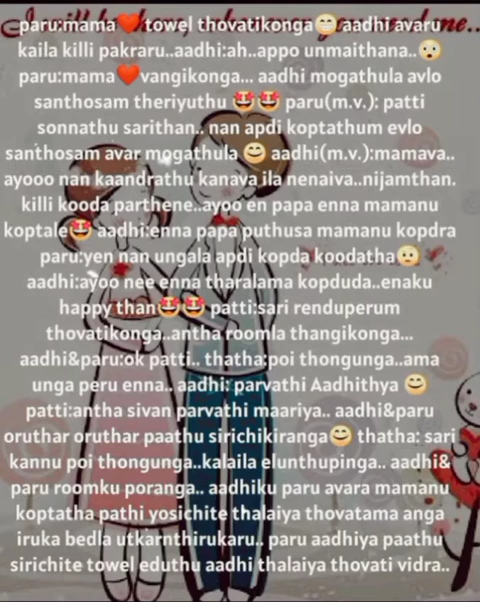 paru:mama❤️ towel thovatikonga😁 aadhi avaru
kaila killi pakraru..aadhi:ah..appo unmaithana..😲
paru:mama❤️vangikonga... aadhi mogathula avlo
santhosam theriyuthu 🤩🤩 paru(m.v.): patti
sonnathu sarithan.. nan apdi koptathum evlo
santhosam avar mogathula 😊 aadhi(m.v.):mamava..
ayooo nan kaandrathu kanava ila nenaiva..nijamthan.
killi kooda parthene..ayoo en papa enna mamanu
koptale🤩 aadhi:enna papa puthusa mamanu kopdra
paru:yen nan ungala apdi kopda koodatha🤨
aadhi:ayoo nee enna tharalama kopduda..enaku
happy than🤩🤩 patti:sari renduperum
thovatikonga..antha roomla thangikonga...
aadhi&paru:ok patti.. thatha:poi thongunga..ama
unga peru enna.. aadhi: parvathi Aadhithya 😊
patti:antha sivan parvathi maariya.. aadhi&paru
oruthar oruthar paathu sirichikiranga😊 thatha: sari
kannu poi thongunga..kalaila elunthupinga.. aadhi&
paru roomku poranga.. aadhiku paru avara mamanu
koptatha pathi yosichite thalaiya thovatama anga
iruka bedla utkarnthirukaru.. paru aadhiya paathu
sirichite towel eduthu aadhi thalaiya thovati vidra..